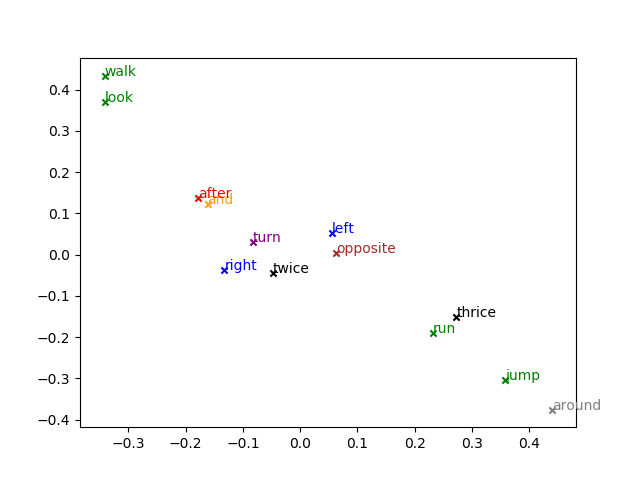 walk
look
after
and
left
turn
opposite
right
twice
thrice
run
jump
around
0.4
0.3
0.2
0.1
0.0
−0.1
−0.2
−0.3
−0.4
−0.3 −0.2 −0.1 0.0 0.1 0.2 0.3 0.4